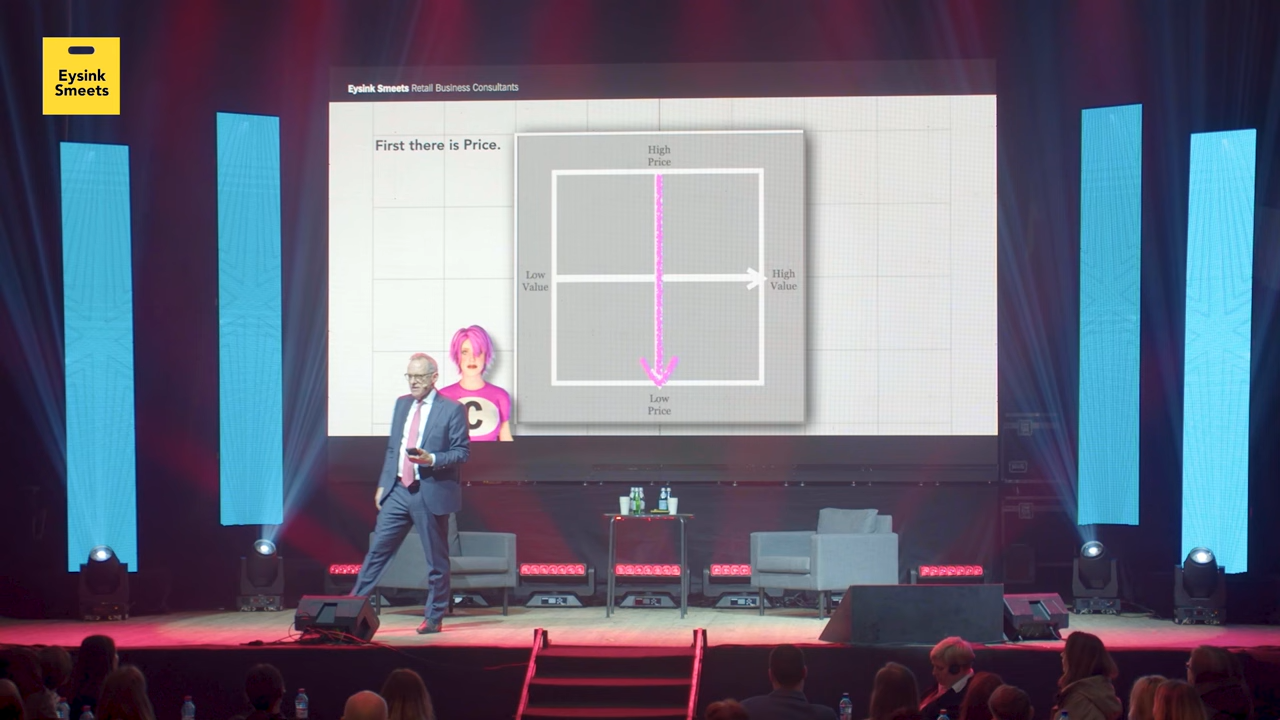 Eysink
Smeets
Eysink Smeets Retail Business Consultants
First there is Price.
High
Price
Low
Value
High
Value
Low
Price
C